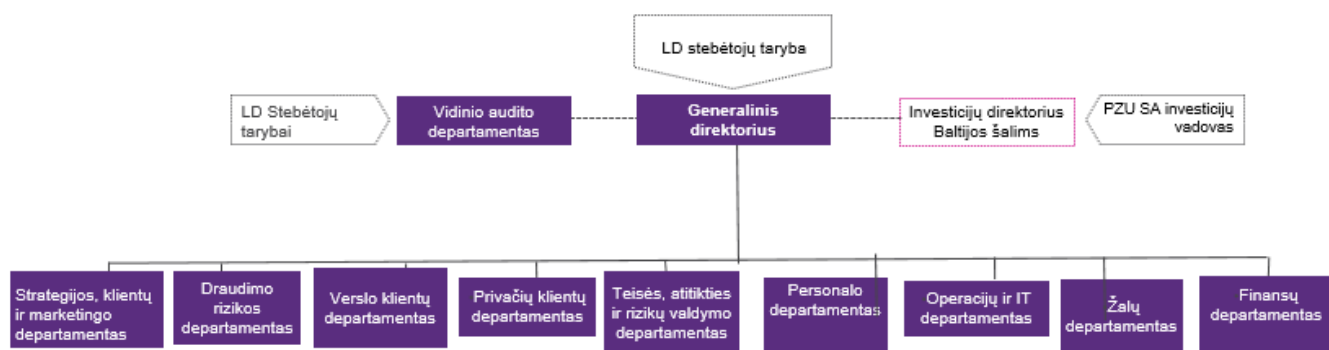 LD stebėtojų taryba
LD Stebėtojų
tarybai
Vidinio audito
departamentas
Generalinis
direktorius
Investicijų direktorius
Baltijos šalims
PZU SA investicijų
vadovas
Strategijos, klientų
ir marketingo
departamentas
Draudimo
rizikos
departamentas
Verslo klientų
departamentas
Privačių klientų
departamentas
Teisės, atitikties
ir rizikų valdymo
departamentas
Personalo
departamentas
Operacijų ir IT
departamentas
Žalų
departamentas
Finansų
departamentas